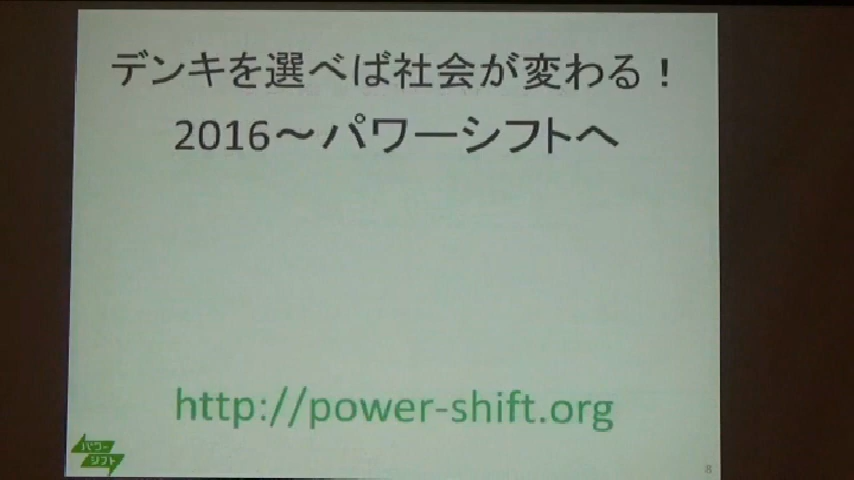 デンキを選べば社会が変わる！
2016～パワーシフトへ
http://power-shift.org
パワー
シフト
8